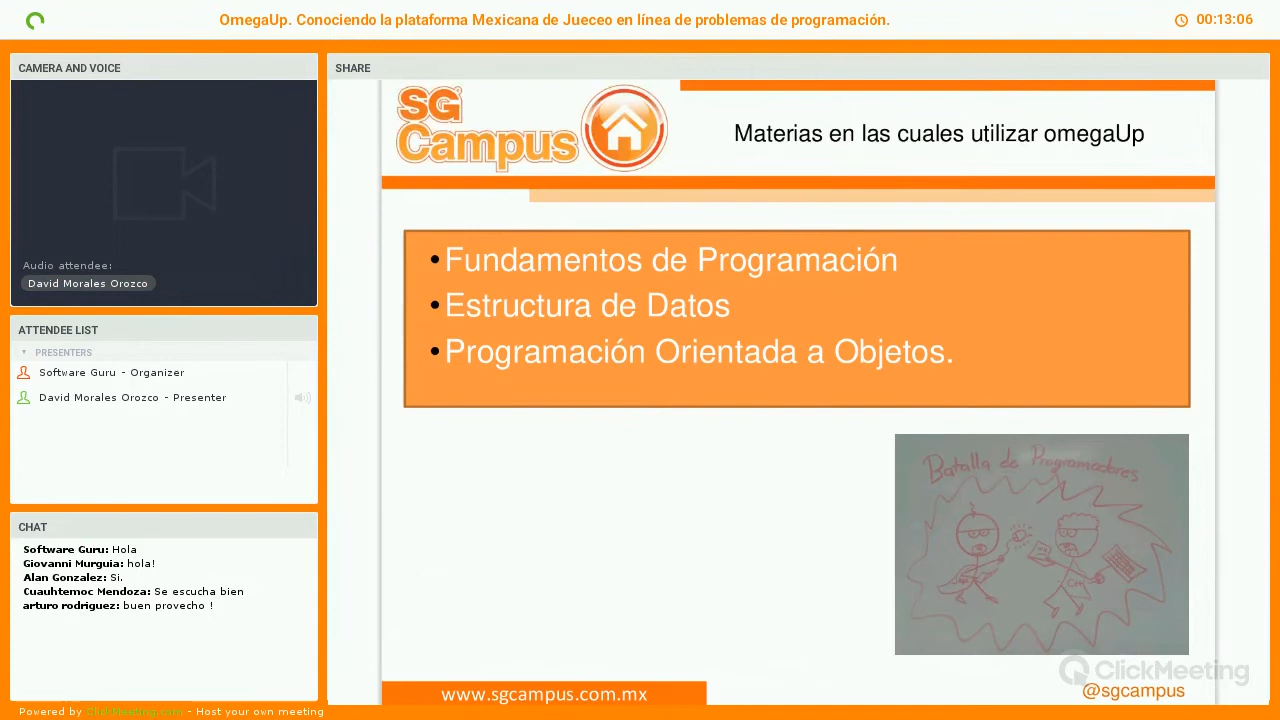 OmegaUp. Conociendo la plataforma Mexicana de Jueceo en línea de problemas de programación.
00:13:06
CAMERA AND VOICE
Audio attendee:
David Morales Orozco
ATTENDEE LIST
PRESENTERS
Software Guru - Organizer
David Morales Orozco - Presenter
CHAT
Software Guru: Hola
Giovanni Murguia: hola!
Alan Gonzalez: Si.
Cuauhtemoc Mendoza: Se escucha bien
arturo rodriguez: buen provecho !
Powered by ClickMeeting.com - Host your own meeting
SHARE
SG
Campus
Materias en las cuales utilizar omegaUp
•Fundamentos de Programación
•Estructura de Datos
•Programación Orientada a Objetos.
Batalla de Programadores
C++
ClickMeeting
www.sgcampus.com.mx
@sgcampus